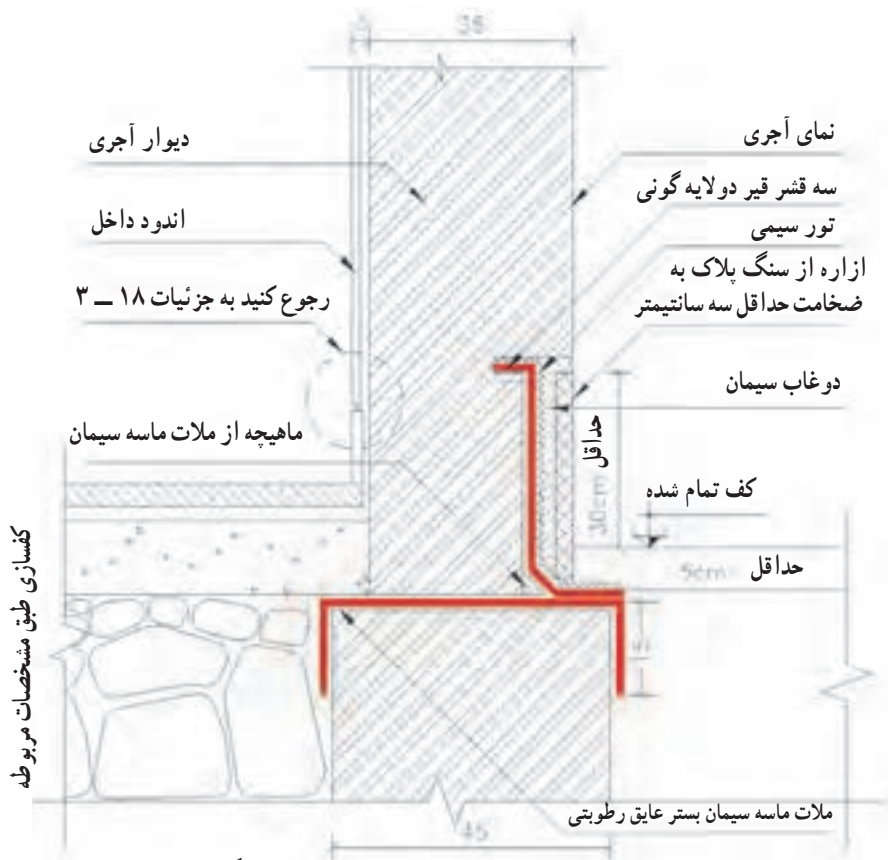 35
دیوار آجری
اندود داخل
رجوع کنید به جزئیات ۱۸ ــ ۳
ماهیچه از ملات ماسه سیمان
کفسازی طبق مشخصات مربوطه
نمای آجری
سه قشر قیر دولایه گونی
تور سیمی
ازاره از سنگ پلاک به
ضخامت حداقل سه سانتیمتر
دوغاب سیمان
حداقل
30cm
کف تمام شده
حداقل
5cm
ملات ماسه سیمان بستر عایق رطوبتی
45